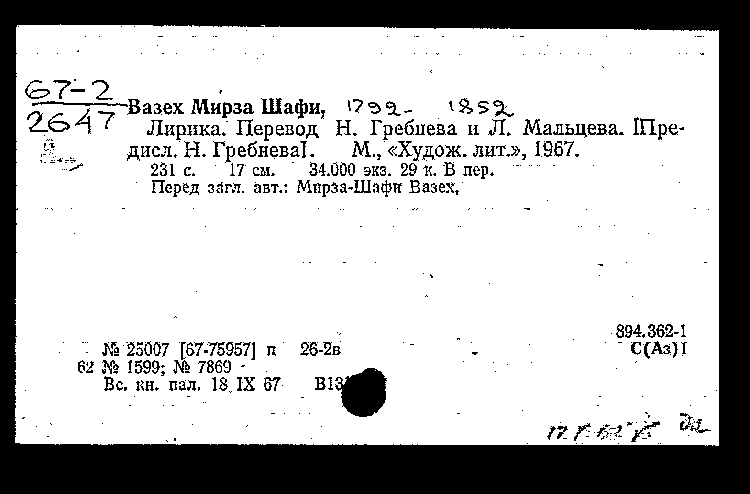 67-2
2647
Вазех Мирза Шафи, 1792- 1852
Лирика. Перевод Н. Гребнева и Л. Мальцева. [Пре-
дисл. Н. Гребнева]. М., «Худож. лит.», 1967.
231 с. 17 см. 34.000 экз. 29 к. В пер.
Перед загл. авт.: Мирза-Шафи Вазех.
894.362-1
№ 25007 [67-75957] п 26-2в С(Аз)1
62 № 1599; № 7869
Вс. кн. пал. 18 IX 67